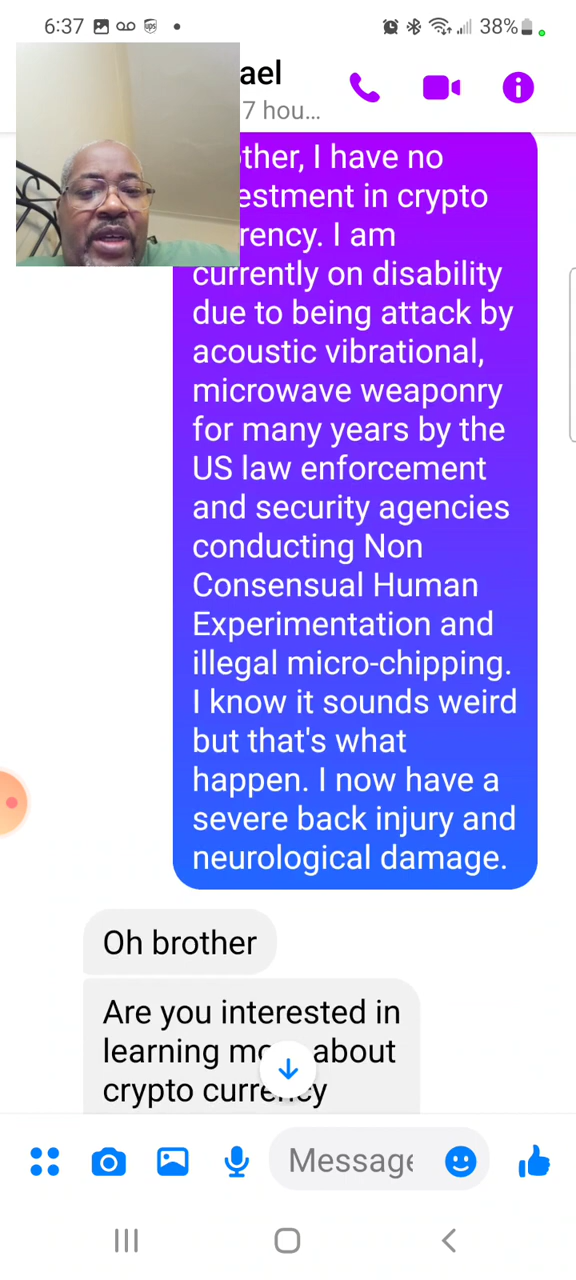 6:37
38%
ael
7 hou...
ther, I have no
estment in crypto
rency. I am
currently on disability
due to being attack by
acoustic vibrational,
microwave weaponry
for many years by the
US law enforcement
and security agencies
conducting Non
Consensual Human
Experimentation and
illegal micro-chipping.
I know it sounds weird
but that's what
happen. I now have a
severe back injury and
neurological damage.
Oh brother
Are you interested in
learning mo about
crypto currency
Message